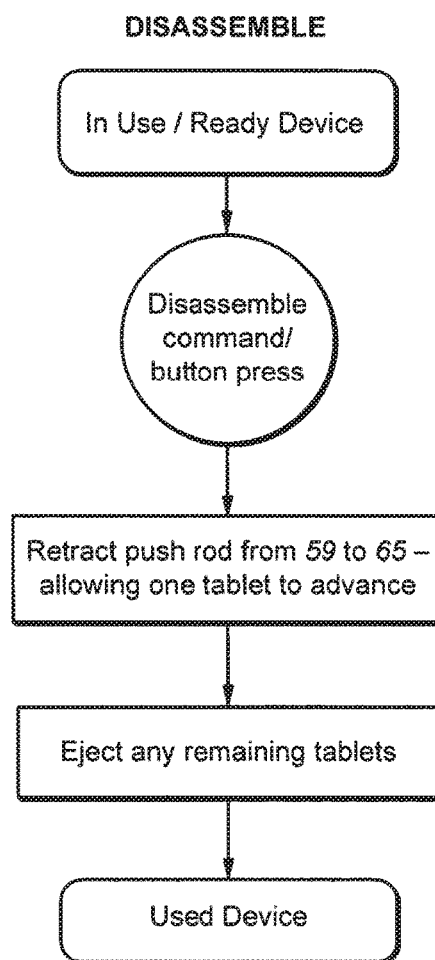 DISASSEMBLE
In Use / Ready Device
Disassemble
command/
button press
Retract push rod from 59 to 65 –
allowing one tablet to advance
Eject any remaining tablets
Used Device